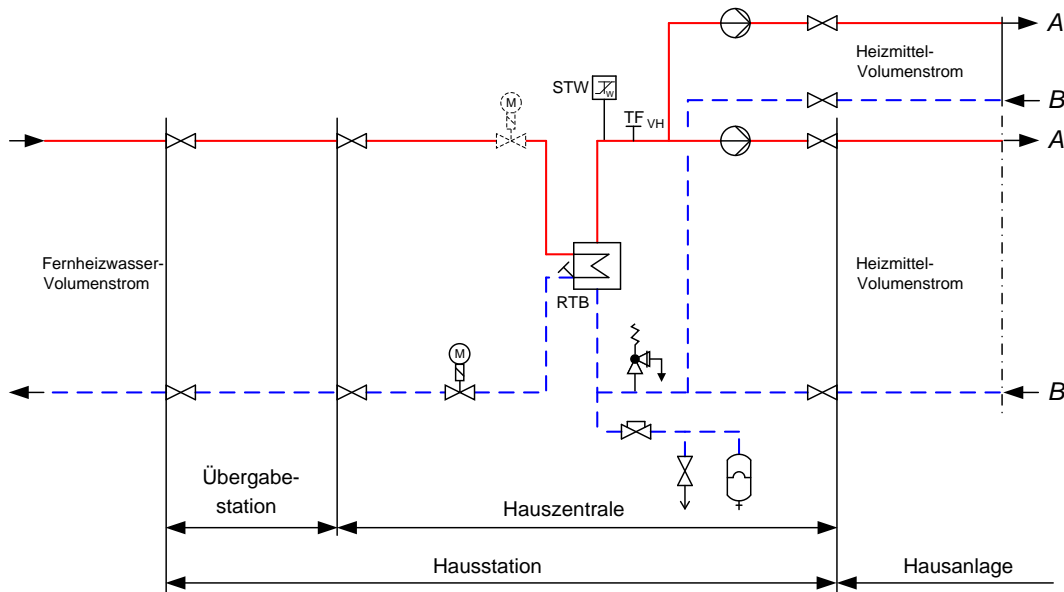 A
Heizmittel-
Volumenstrom
STW
W
M
B
TF VH
A
Fernheizwasser-
Volumenstrom
Heizmittel-
Volumenstrom
RTB
M
B
Übergabe-
station
Hauszentrale
Hausstation
Hausanlage